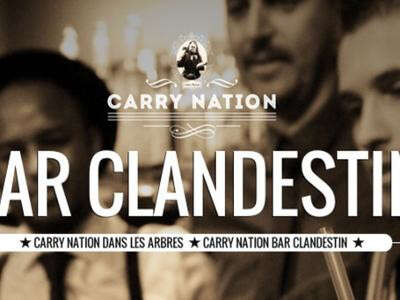 CARRY NATION
AR CLANDESTIN
★ CARRY NATION DANS LES ARBRES ★ CARRY NATION BAR CLANDESTIN ★